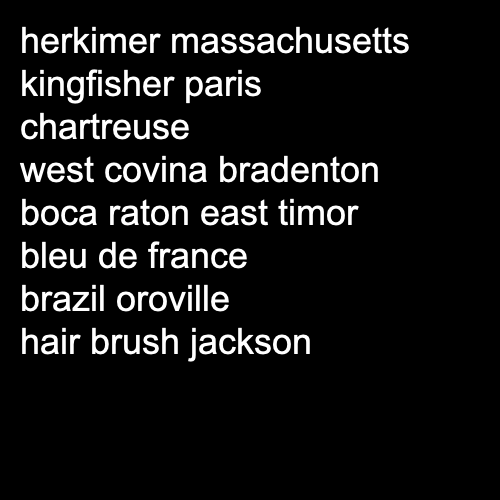 herkimer massachusetts
kingfisher paris
chartreuse
west covina bradenton
boca raton east timor
bleu de france
brazil oroville
hair brush jackson